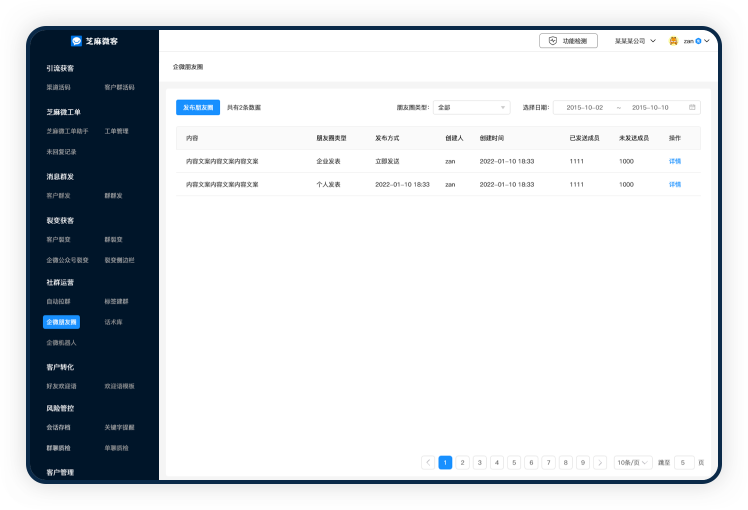 芝麻微客
功能检测
某某某公司
zan
引流获客
渠道活码 客户群活码
芝麻微工单
芝麻微工单助手 工单管理
未回复记录
消息群发
客户群发 群群发
裂变获客
客户裂变 群裂变
企微公众号裂变 裂变侧边栏
社群运营
自动拉群 标签建群
企微朋友圈 话术库
企微机器人
客户转化
好友欢迎语 欢迎语模板
风险管控
会话存档 关键字提醒
群聊质检 单聊质检
客户管理
企微朋友圈
发布朋友圈 共有2条数据 朋友圈类型: 全部 选择日期: 2015-10-02 ~ 2015-10-10
内容 朋友圈类型 发布方式 创建人 创建时间 已发送成员 未发送成员 操作
内容文案内容文案内容文案 企业发表 立即发送 zan 2022-01-10 18:33 1111 1000 详情
内容文案内容文案内容文案 个人发表 2022-01-10 18:33 zan 2022-01-10 18:33 1111 1000 详情
< 1 2 3 4 5 6 7 8 9 > 10条/页 跳至 5 页